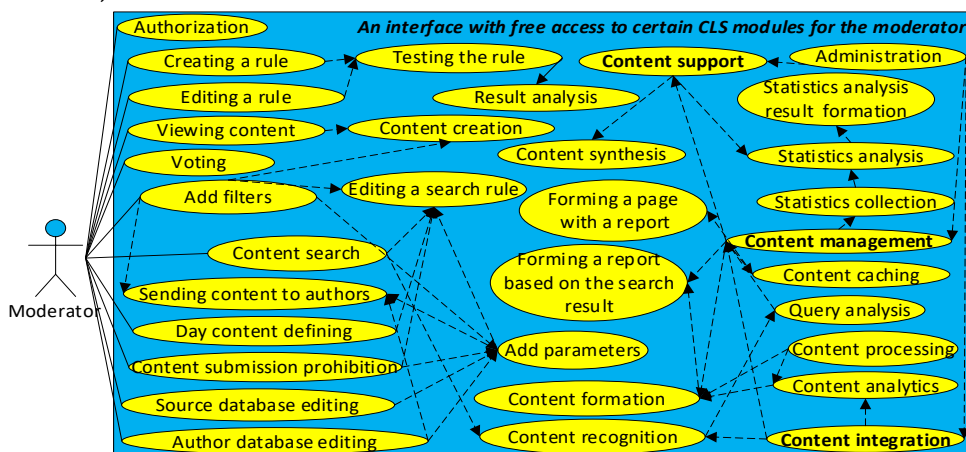 An interface with free access to certain CLS modules for the moderator
Authorization
Creating a rule
Testing the rule
Content support
Administration
Editing a rule
Result analysis
Statistics analysis
result formation
Viewing content
Content creation
Voting
Content synthesis
Statistics analysis
Add filters
Editing a search rule
Forming a page
with a report
Statistics collection
Content search
Content management
Forming a report
based on the search
result
Content caching
Moderator
Sending content to authors
Query analysis
Day content defining
Add parameters
Content processing
Content submission prohibition
Content analytics
Source database editing
Content formation
Author database editing
Content recognition
Content integration